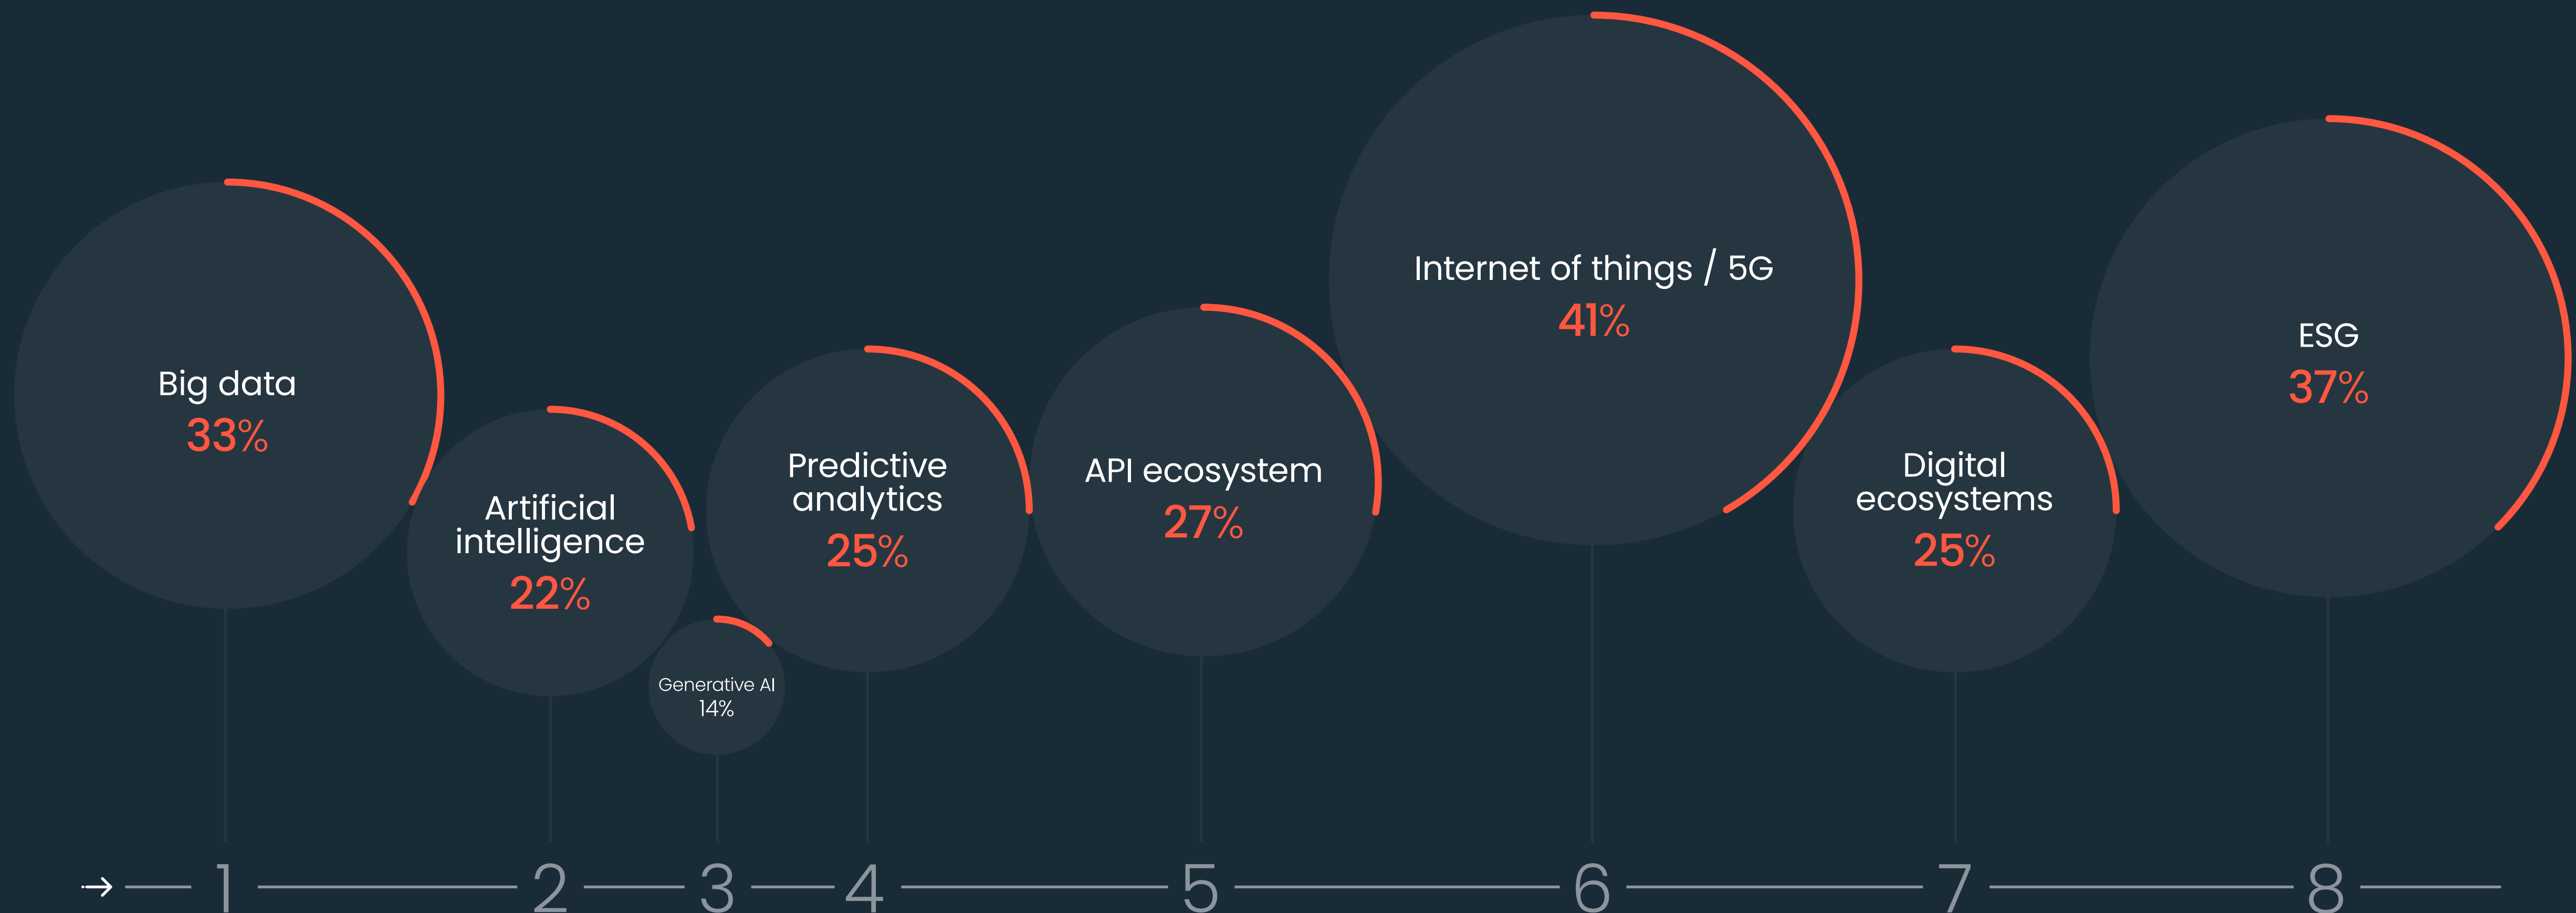 Big data
33%
Artificial
intelligence
22%
Generative AI
14%
Predictive
analytics
25%
API ecosystem
27%
Internet of things / 5G
41%
Digital
ecosystems
25%
ESG
37%
1 2 3 4 5 6 7 8